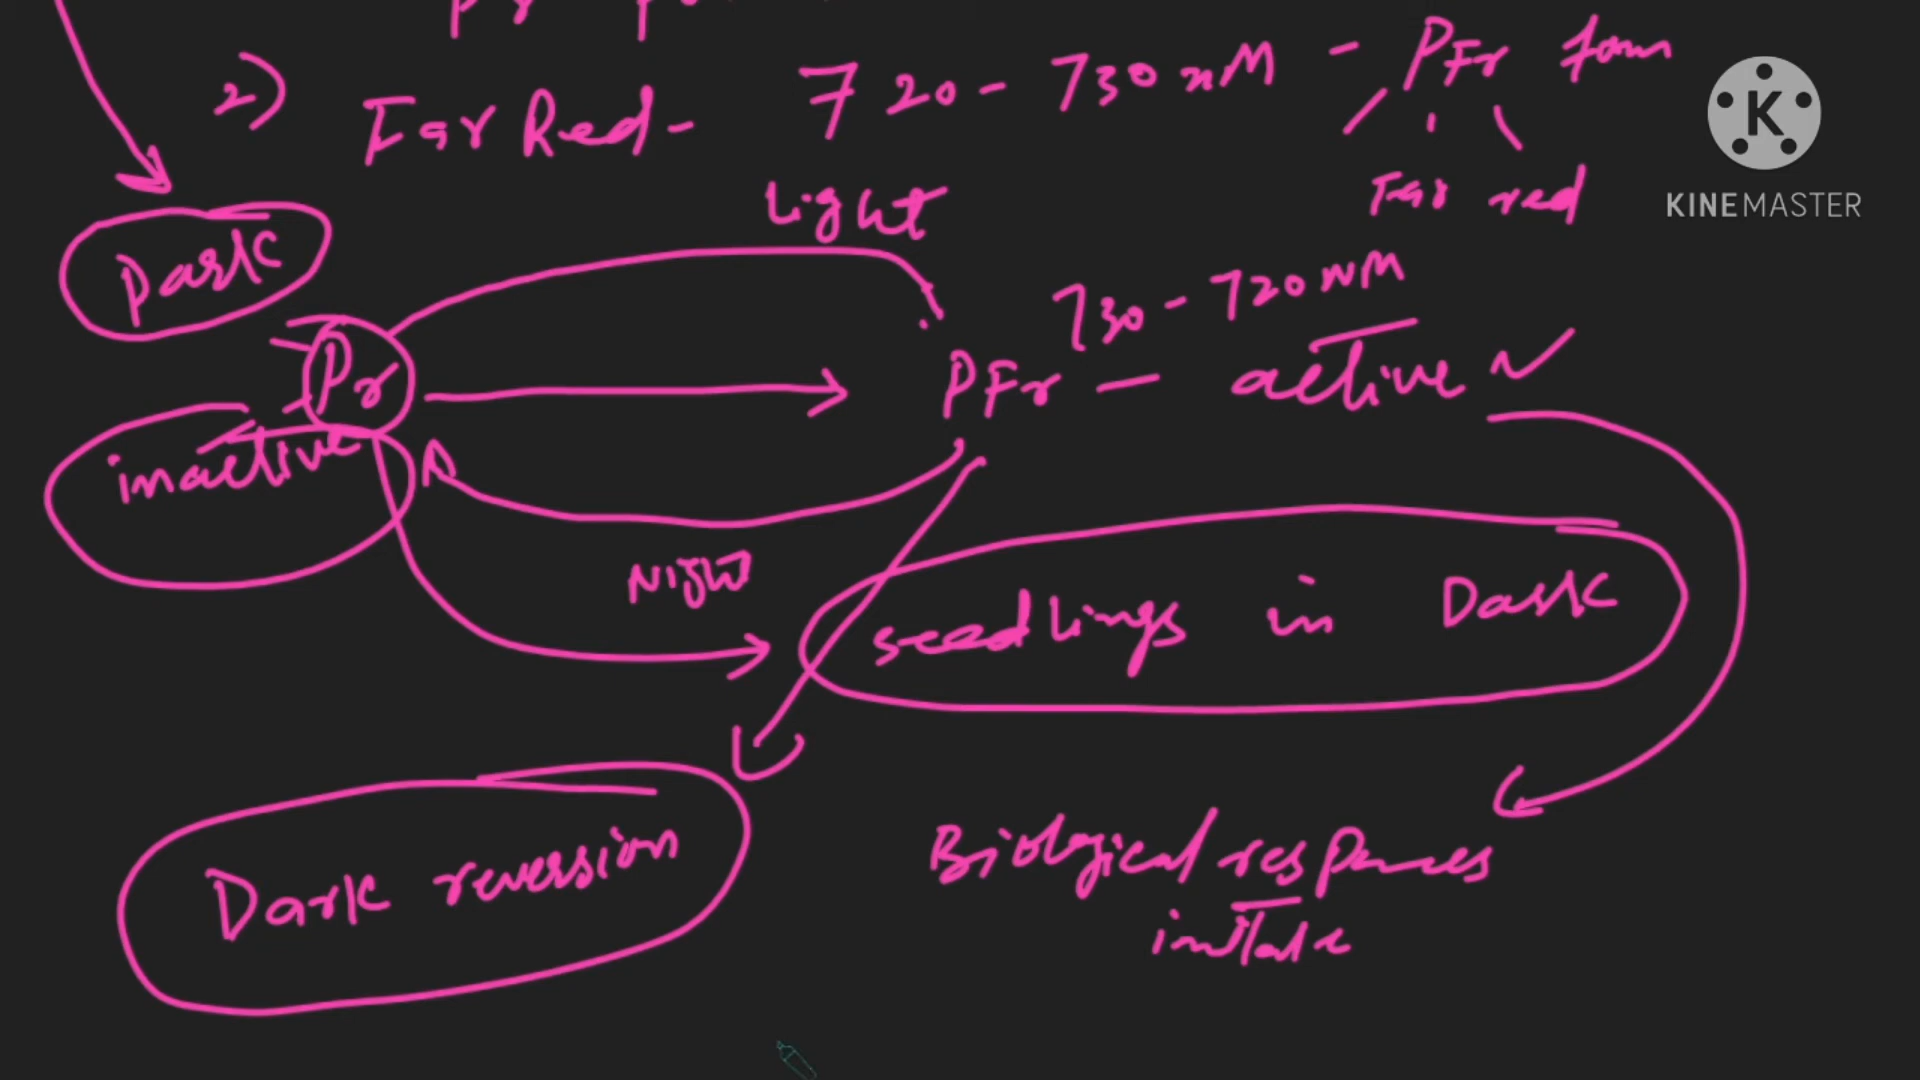 2) Far Red - 720 - 730 nM - PFr form
Far red
Light
Dark
730 - 720 NM
Pr
PFr - active
inactive
Night
seedlings in Dark
Dark reversion
Biological responses
initate
K
KINEMASTER